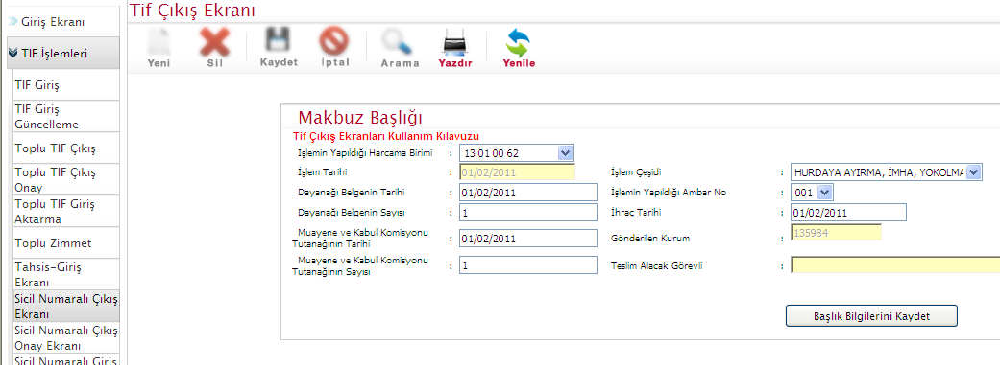 Tif Çıkış Ekranı
Giriş Ekranı
TIF İşlemleri
TIF Giriş
TIF Giriş
Güncelleme
Toplu TIF Çıkış
Toplu TIF Çıkış
Onay
Toplu TIF Giriş
Aktarma
Toplu Zimmet
Tahsis-Giriş
Ekranı
Sicil Numaralı Çıkış
Ekranı
Sicil Numaralı Çıkış
Onay Ekranı
Sicil Numaralı Giriş
Yeni Sil Kaydet İptal Arama Yazdır Yenile
Makbuz Başlığı
Tif Çıkış Ekranları Kullanım Kılavuzu
İşlemin Yapıldığı Harcama Birimi : 13 01 00 62
İşlem Tarihi : 01/02/2011 İşlem Çeşidi : HURDAYA AYIRMA, İMHA, YOKOLMA
Dayanağı Belgenin Tarihi : 01/02/2011 İşlemin Yapıldığı Ambar No : 001
Dayanağı Belgenin Sayısı : 1 İhraç Tarihi : 01/02/2011
Muayene ve Kabul Komisyonu
Tutanağının Tarihi : 01/02/2011 Gönderilen Kurum : 135984
Muayene ve Kabul Komisyonu
Tutanağının Sayısı : 1 Teslim Alacak Görevli :
Başlık Bilgilerini Kaydet